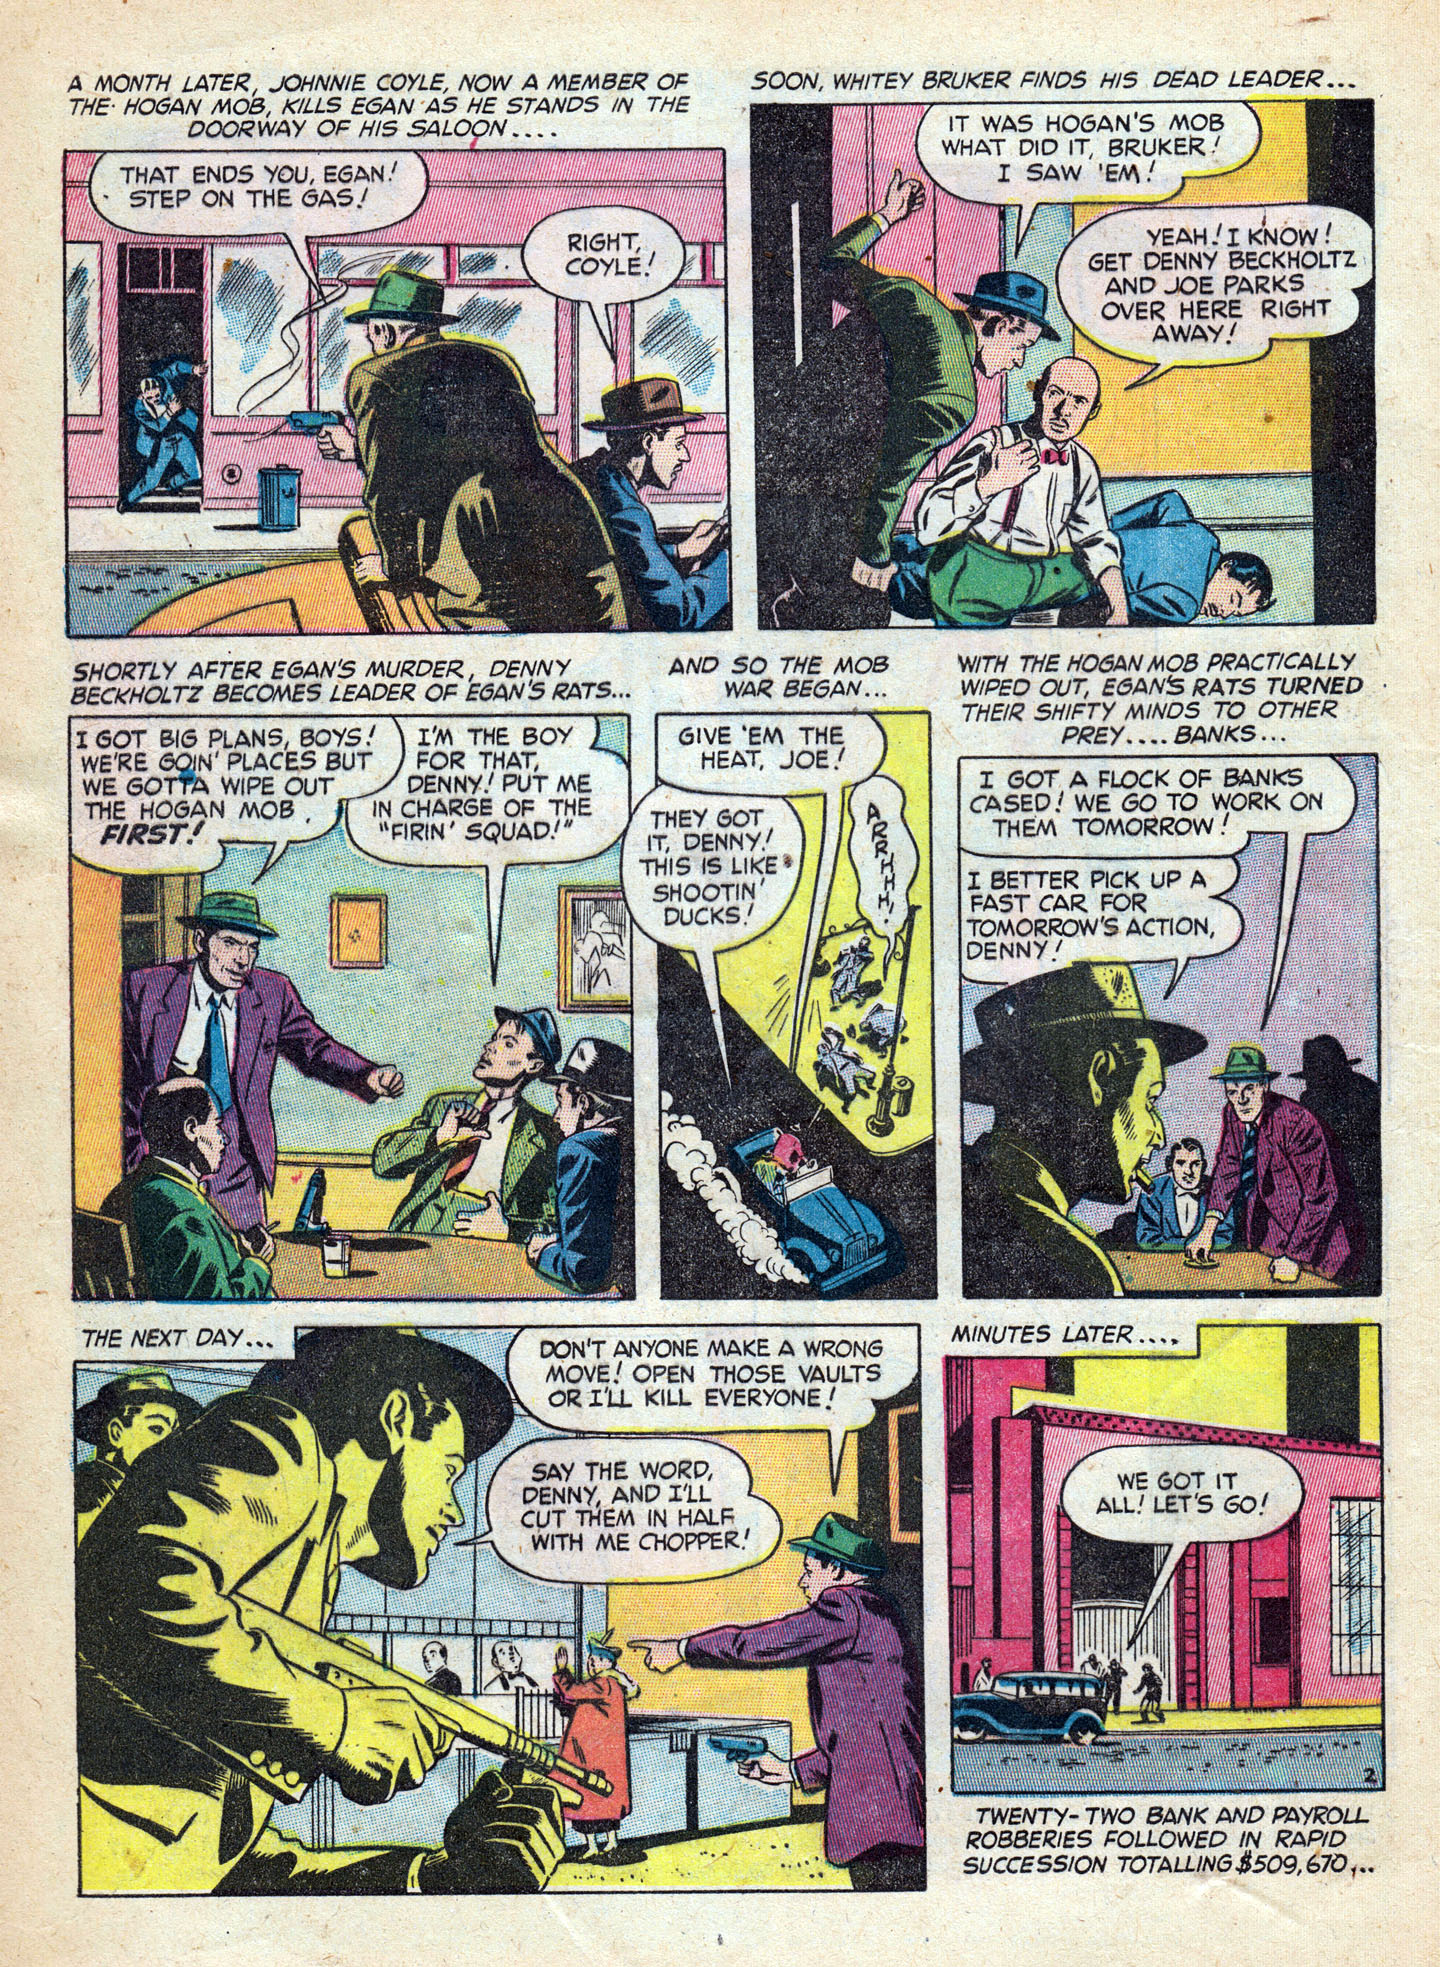 A MONTH LATER, JOHNNIE COYLE, NOW A MEMBER OF
THE HOGAN MOB, KILLS EGAN AS HE STANDS IN THE
DOORWAY OF HIS SALOON....
THAT ENDS YOU, EGAN!
STEP ON THE GAS!
RIGHT,
COYLE!
SOON, WHITEY BRUKER FINDS HIS DEAD LEADER...
IT WAS HOGAN'S MOB
WHAT DID IT, BRUKER!
I SAW 'EM!
YEAH! I KNOW!
GET DENNY BECKHOLTZ
AND JOE PARKS
OVER HERE RIGHT
AWAY!
SHORTLY AFTER EGAN'S MURDER, DENNY
BECKHOLTZ BECOMES LEADER OF EGAN'S RATS...
I GOT BIG PLANS, BOYS!
WE'RE GOIN' PLACES BUT
WE GOTTA WIPE OUT
THE HOGAN MOB
FIRST!
I'M THE BOY
FOR THAT,
DENNY! PUT ME
IN CHARGE OF THE
"FIRIN' SQUAD!"
AND SO THE MOB
WAR BEGAN...
GIVE 'EM THE
HEAT, JOE!
THEY GOT
IT, DENNY!
THIS IS LIKE
SHOOTIN'
DUCKS!
ARRHHH!
WITH THE HOGAN MOB PRACTICALLY
WIPED OUT, EGAN'S RATS TURNED
THEIR SHIFTY MINDS TO OTHER
PREY.... BANKS...
I GOT A FLOCK OF BANKS
CASED! WE GO TO WORK ON
THEM TOMORROW!
I BETTER PICK UP A
FAST CAR FOR
TOMORROW'S ACTION,
DENNY!
THE NEXT DAY...
DON'T ANYONE MAKE A WRONG
MOVE! OPEN THOSE VAULTS
OR I'LL KILL EVERYONE!
SAY THE WORD,
DENNY, AND I'LL
CUT THEM IN HALF
WITH ME CHOPPER!
MINUTES LATER....
WE GOT IT
ALL! LET'S GO!
2
TWENTY-TWO BANK AND PAYROLL
ROBBERIES FOLLOWED IN RAPID
SUCCESSION TOTALLING $509,670...